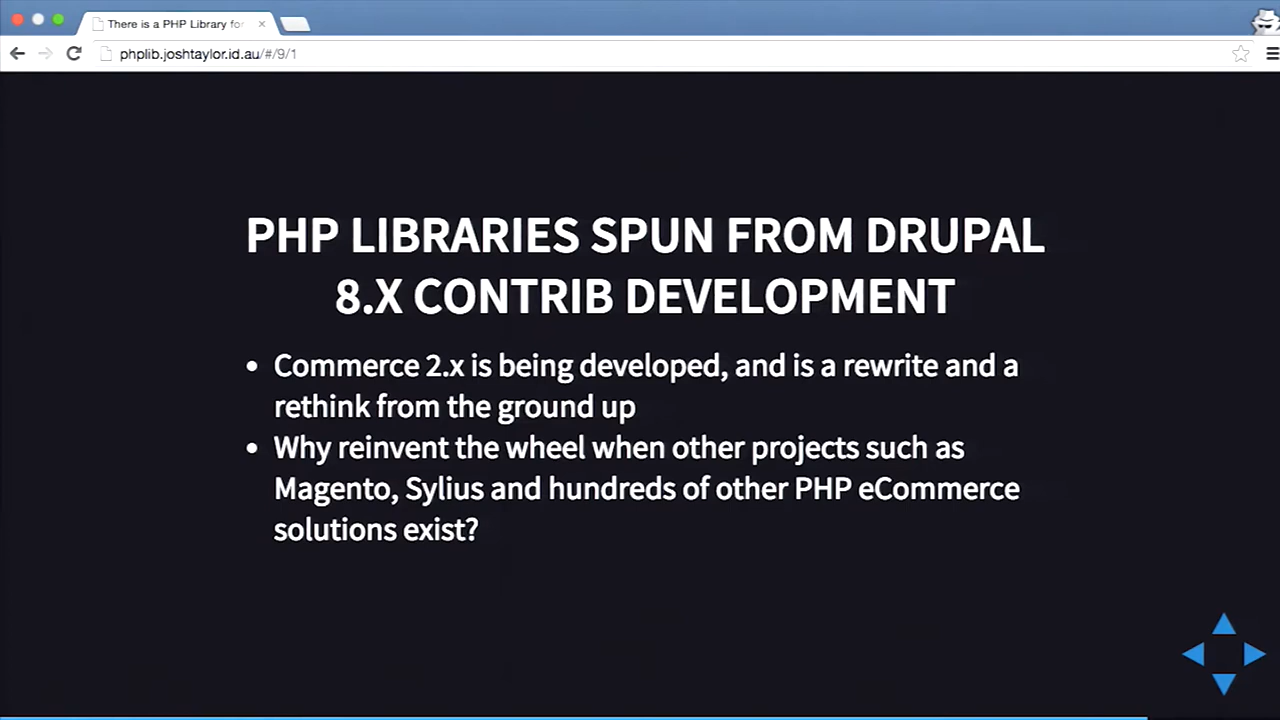 There is a PHP Library for
phplib.joshtaylor.id.au/#/9/1
PHP LIBRARIES SPUN FROM DRUPAL
8.X CONTRIB DEVELOPMENT
• Commerce 2.x is being developed, and is a rewrite and a
rethink from the ground up
• Why reinvent the wheel when other projects such as
Magento, Sylius and hundreds of other PHP eCommerce
solutions exist?